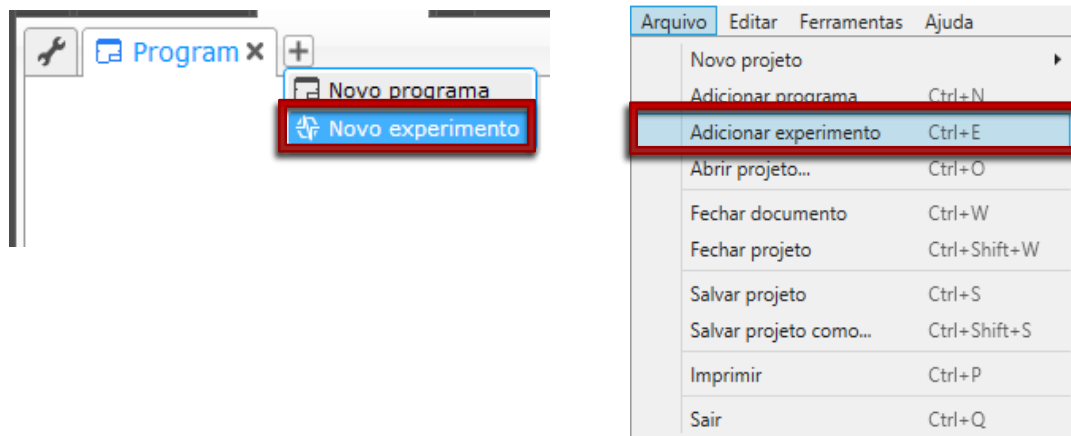 Program
Novo programa
Novo experimento
Arquivo Editar Ferramentas Ajuda
Novo projeto
Adicionar programa Ctrl+N
Adicionar experimento Ctrl+E
Abrir projeto... Ctrl+O
Fechar documento Ctrl+W
Fechar projeto Ctrl+Shift+W
Salvar projeto Ctrl+S
Salvar projeto como... Ctrl+Shift+S
Imprimir Ctrl+P
Sair Ctrl+Q